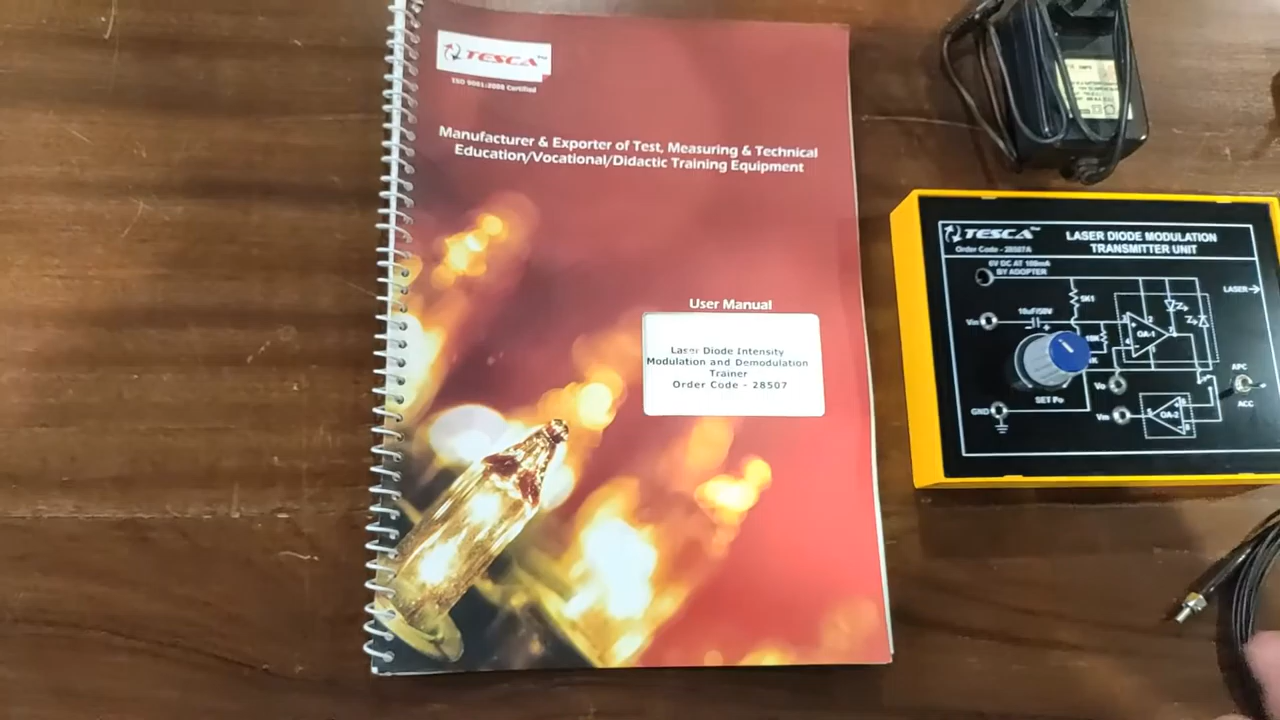 TESCA
ISO 9001:2008 Certified
Manufacturer & Exporter of Test, Measuring & Technical
Education/Vocational/Didactic Training Equipment
User Manual
Laser Diode Intensity
Modulation and Demodulation
Trainer
Order Code - 28507
TESCA
Order Code - 28507A
LASER DIODE MODULATION
TRANSMITTER UNIT
6V DC AT 100mA
BY ADOPTER
LASER
5K1
10uF/50V
Vin
OA-1
SET Po
APC
Vo
ACC
GND
OA-2